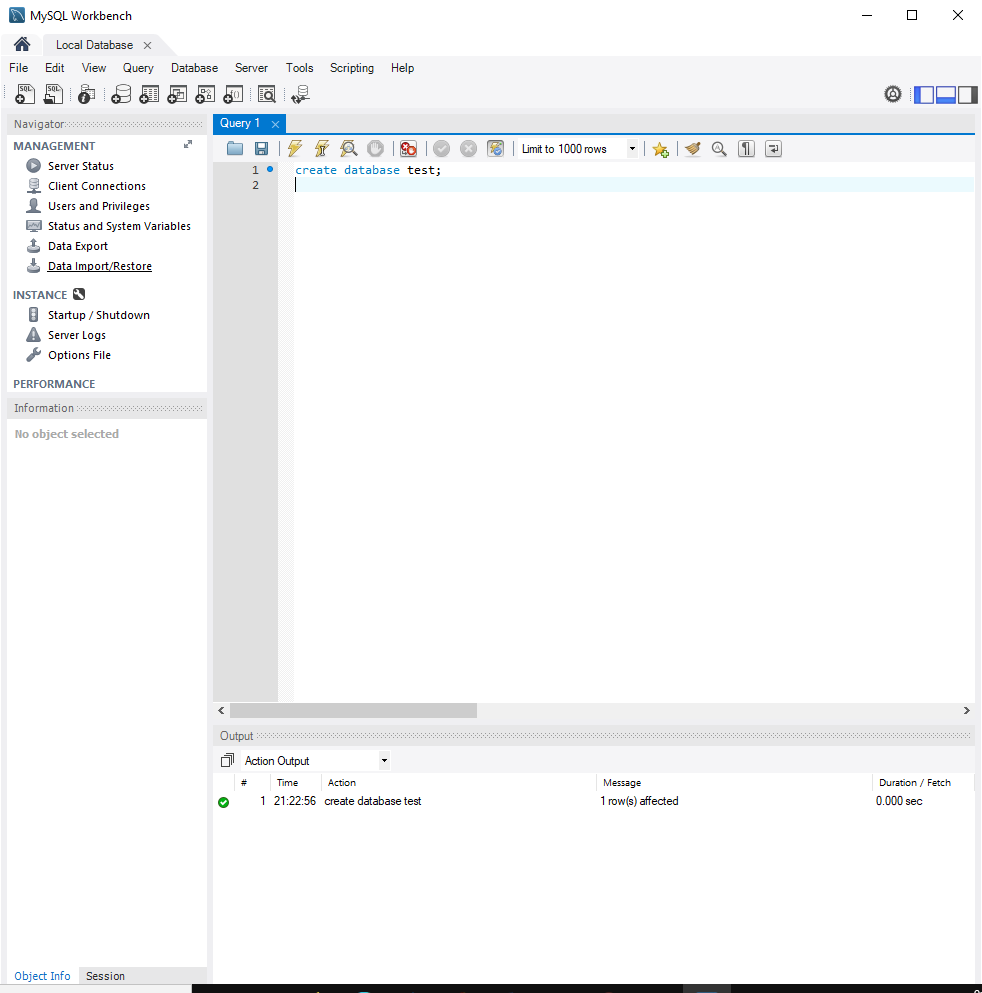 MySQL Workbench
Local Database
File Edit View Query Database Server Tools Scripting Help
Navigator
MANAGEMENT
Server Status
Client Connections
Users and Privileges
Status and System Variables
Data Export
Data Import/Restore
INSTANCE
Startup / Shutdown
Server Logs
Options File
PERFORMANCE
Information
No object selected
Object Info Session
Query 1
Limit to 1000 rows
1 create database test;
2
Output
Action Output
# Time Action Message Duration / Fetch
1 21:22:56 create database test 1 row(s) affected 0.000 sec